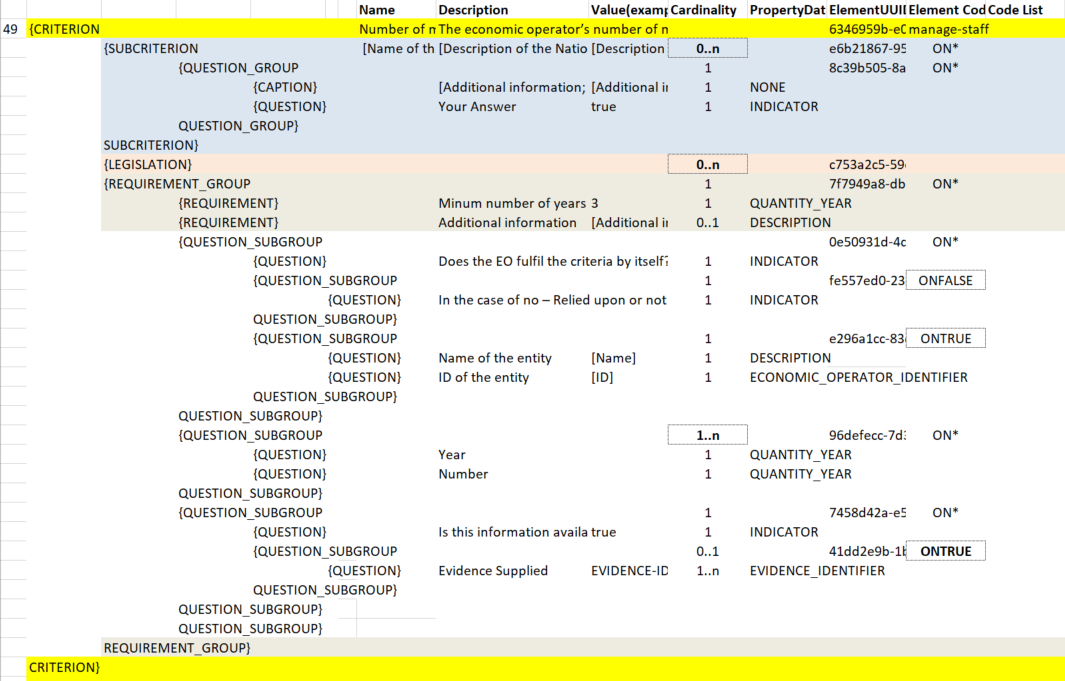 Name Description Value(examp Cardinality PropertyDat ElementUUII Element Cod Code List
49 {CRITERION Number of m The economic operator's number of m 6346959b-e0 manage-staff
{SUBCRITERION [Name of th [Description of the Natio [Description 0..n e6b21867-95 ON*
{QUESTION_GROUP 1 8c39b505-8a ON*
{CAPTION} [Additional information; [Additional ir 1 NONE
{QUESTION} Your Answer true 1 INDICATOR
QUESTION_GROUP}
SUBCRITERION}
{LEGISLATION} 0..n c753a2c5-59
{REQUIREMENT_GROUP 1 7f7949a8-db ON*
{REQUIREMENT} Minum number of years 3 1 QUANTITY_YEAR
{REQUIREMENT} Additional information [Additional ir 0..1 DESCRIPTION
{QUESTION_SUBGROUP 0e50931d-4c ON*
{QUESTION} Does the EO fulfil the criteria by itself? 1 INDICATOR
{QUESTION_SUBGROUP 1 fe557ed0-23 ONFALSE
{QUESTION} In the case of no – Relied upon or not 1 INDICATOR
QUESTION_SUBGROUP}
{QUESTION_SUBGROUP 1 e296a1cc-83 ONTRUE
{QUESTION} Name of the entity [Name] 1 DESCRIPTION
{QUESTION} ID of the entity [ID] 1 ECONOMIC_OPERATOR_IDENTIFIER
QUESTION_SUBGROUP}
QUESTION_SUBGROUP}
{QUESTION_SUBGROUP 1..n 96defecc-7d ON*
{QUESTION} Year 1 QUANTITY_YEAR
{QUESTION} Number 1 QUANTITY_YEAR
QUESTION_SUBGROUP}
{QUESTION_SUBGROUP 1 7458d42a-e5 ON*
{QUESTION} Is this information availa true 1 INDICATOR
{QUESTION_SUBGROUP 0..1 41dd2e9b-1b ONTRUE
{QUESTION} Evidence Supplied EVIDENCE-ID 1..n EVIDENCE_IDENTIFIER
QUESTION_SUBGROUP}
QUESTION_SUBGROUP}
QUESTION_SUBGROUP}
REQUIREMENT_GROUP}
CRITERION}